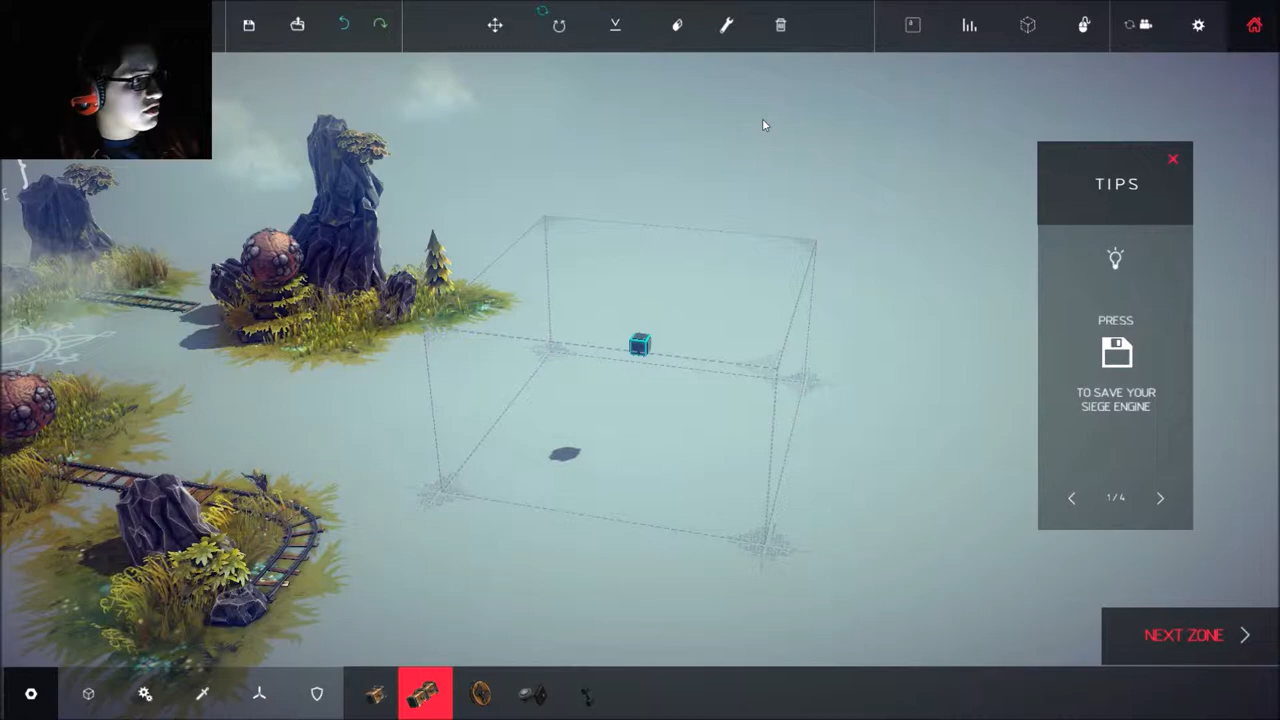 E
TIPS
PRESS
TO SAVE YOUR
SIEGE ENGINE
1/4
NEXT ZONE